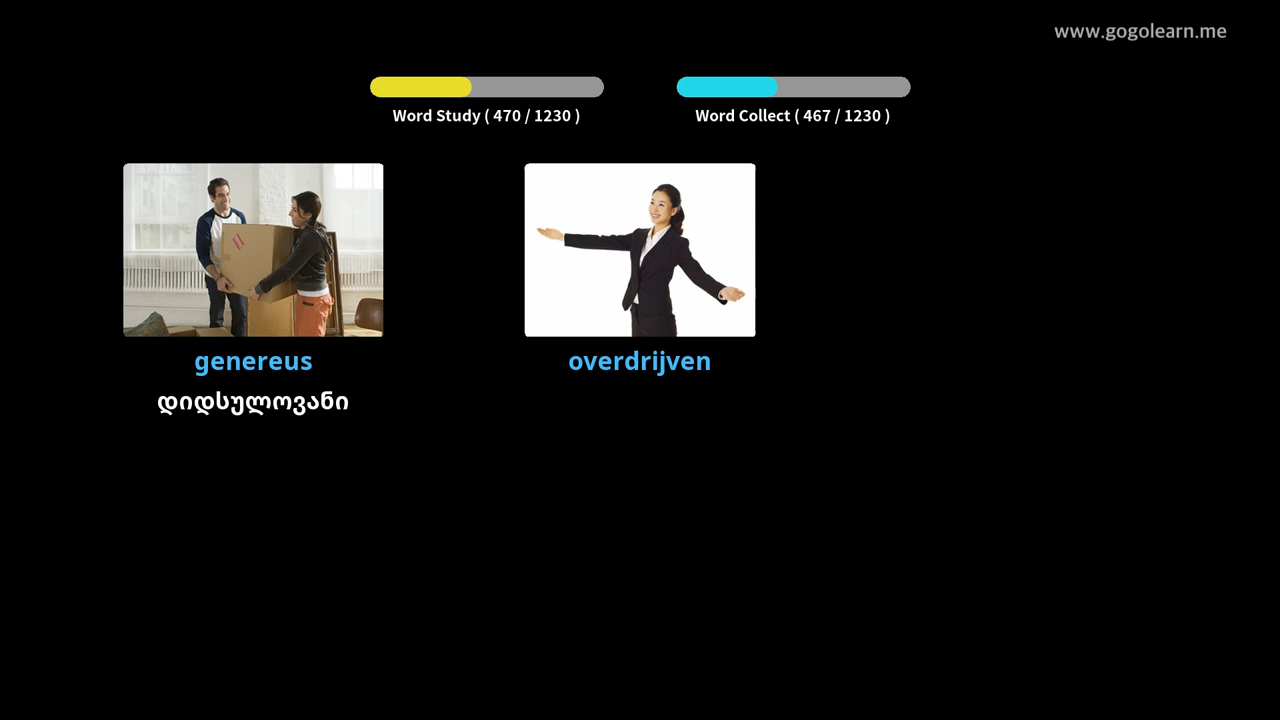 www.gogolearn.me
Word Study ( 470 / 1230 )
Word Collect ( 467 / 1230 )
genereus
overdrijven
დიდსულოვანი